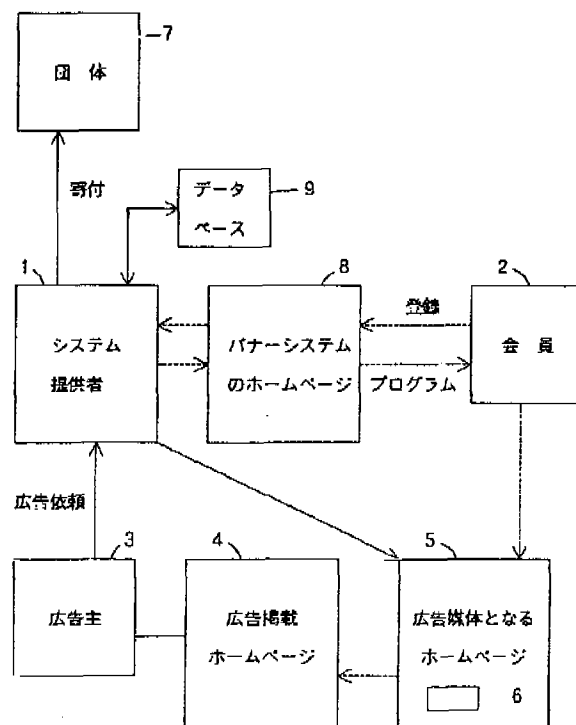 7
団 体
寄付
データ
ベース
9
1
システム
提供者
8
バナーシステム
のホームページ
登録
プログラム
2
会 員
広告依頼
3
広告主
4
広告掲載
ホームページ
5
広告媒体となる
ホームページ
6